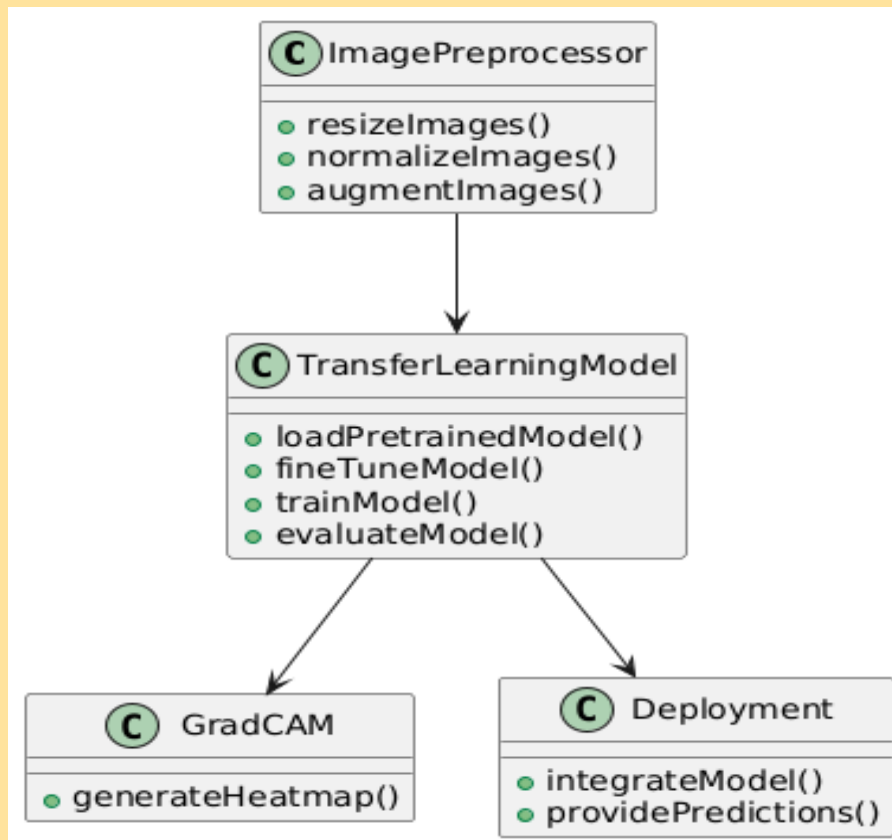 C ImagePreprocessor
resizeImages()
normalizeImages()
augmentImages()
C TransferLearningModel
loadPretrainedModel()
fineTuneModel()
trainModel()
evaluateModel()
C GradCAM
generateHeatmap()
C Deployment
integrateModel()
providePredictions()